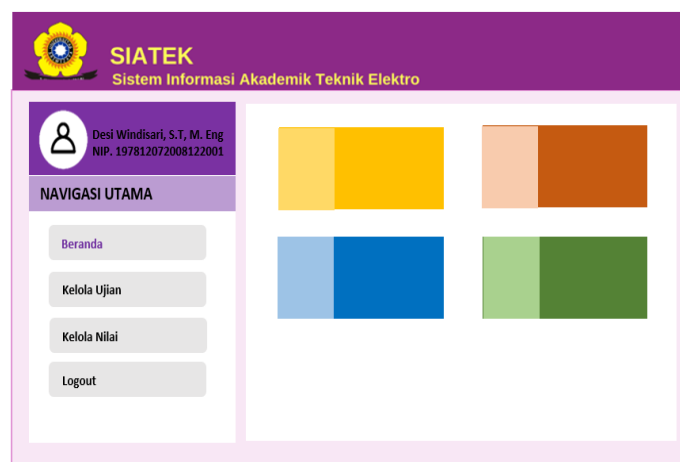 SIATEK
Sistem Informasi Akademik Teknik Elektro
Desi Windisari, S.T, M. Eng
NIP. 197812072008122001
NAVIGASI UTAMA
Beranda
Kelola Ujian
Kelola Nilai
Logout